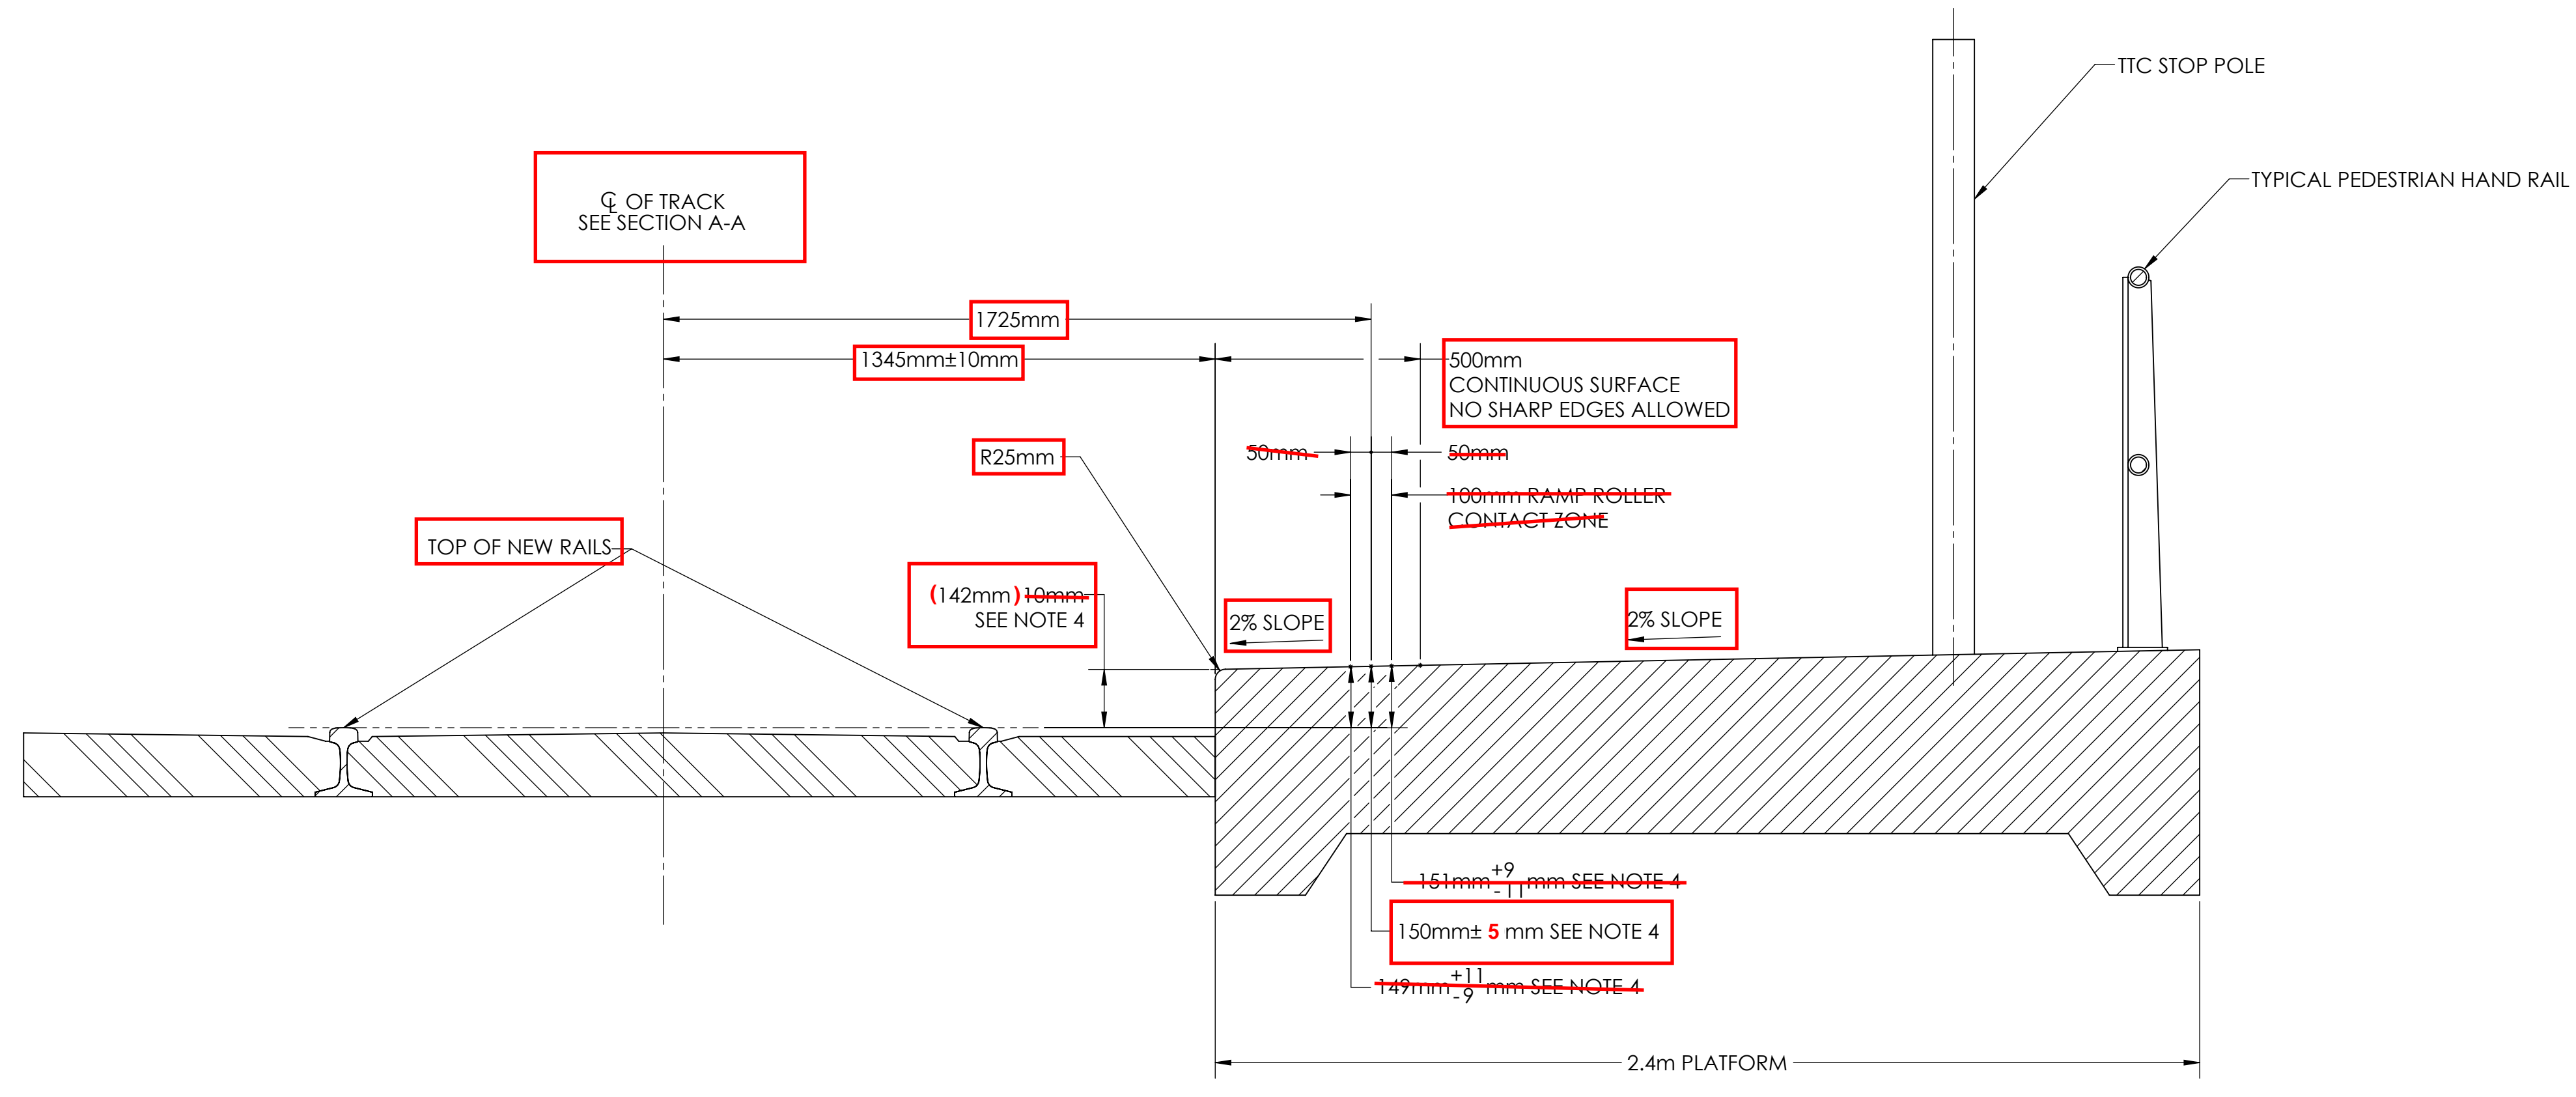 TTC STOP POLE
TYPICAL PEDESTRIAN HAND RAIL
℄ OF TRACK
SEE SECTION A-A
1725mm
1345mm±10mm
500mm
CONTINUOUS SURFACE
NO SHARP EDGES ALLOWED
R25mm
50mm
50mm
100mm RAMP ROLLER
CONTACT ZONE
TOP OF NEW RAILS
(142mm) 10mm
SEE NOTE 4
2% SLOPE
2% SLOPE
151mm +9 -11 mm SEE NOTE 4
150mm± 5 mm SEE NOTE 4
149mm +11 -9 mm SEE NOTE 4
2.4m PLATFORM